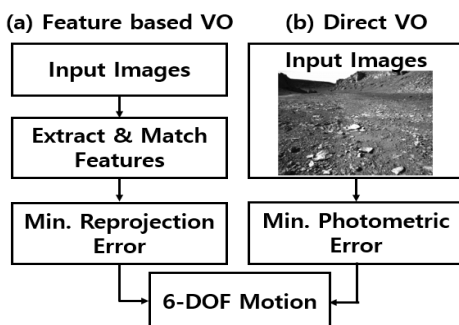 (a) Feature based VO
Input Images
Extract & Match
Features
Min. Reprojection
Error
(b) Direct VO
Input Images
Min. Photometric
Error
6-DOF Motion